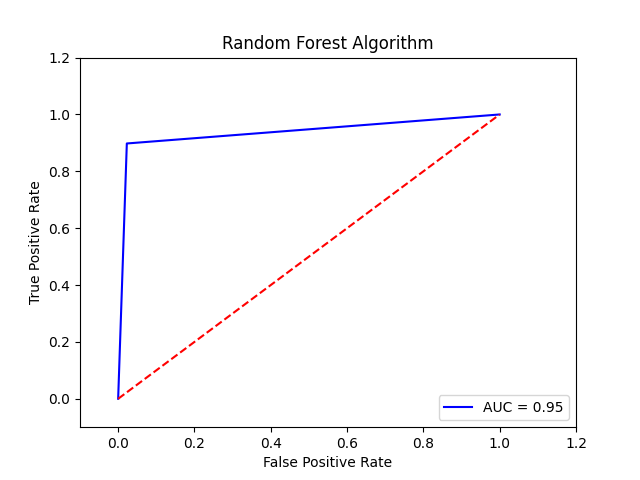 Random Forest Algorithm
True Positive Rate
1.2
1.0
0.8
0.6
0.4
0.2
0.0
AUC = 0.95
0.0 0.2 0.4 0.6 0.8 1.0 1.2
False Positive Rate